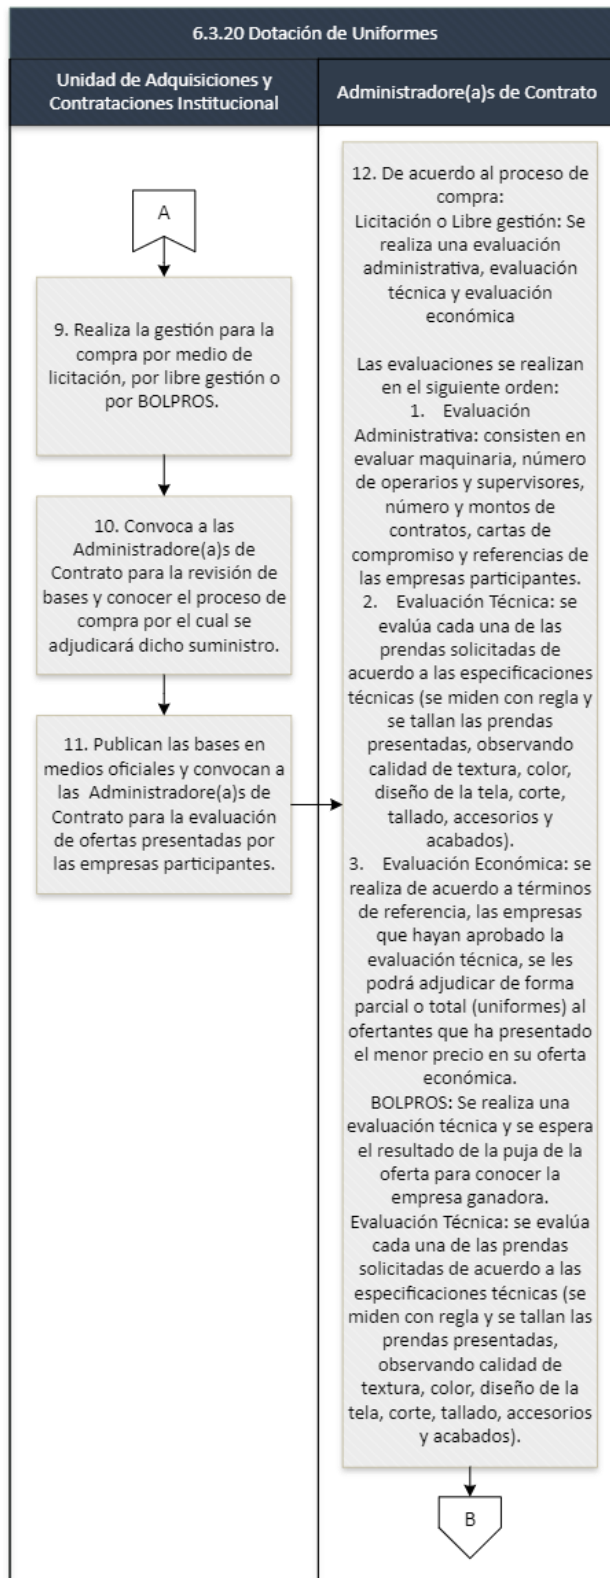 6.3.20 Dotación de Uniformes
Unidad de Adquisiciones y
Contrataciones Institucional
Administradore(a)s de Contrato
A
9. Realiza la gestión para la
compra por medio de
licitación, por libre gestión o
por BOLPROS.
10. Convoca a las
Administradore(a)s de
Contrato para la revisión de
bases y conocer el proceso de
compra por el cual se
adjudicará dicho suministro.
11. Publican las bases en
medios oficiales y convocan a
las Administradore(a)s de
Contrato para la evaluación
de ofertas presentadas por
las empresas participantes.
12. De acuerdo al proceso de
compra:
Licitación o Libre gestión: Se
realiza una evaluación
administrativa, evaluación
técnica y evaluación
económica
Las evaluaciones se realizan
en el siguiente orden:
1. Evaluación
Administrativa: consisten en
evaluar maquinaria, número
de operarios y supervisores,
número y montos de
contratos, cartas de
compromiso y referencias de
las empresas participantes.
2. Evaluación Técnica: se
evalúa cada una de las
prendas solicitadas de
acuerdo a las especificaciones
técnicas (se miden con regla y
se tallan las prendas
presentadas, observando
calidad de textura, color,
diseño de la tela, corte,
tallado, accesorios y
acabados).
3. Evaluación Económica: se
realiza de acuerdo a términos
de referencia, las empresas
que hayan aprobado la
evaluación técnica, se les
podrá adjudicar de forma
parcial o total (uniformes) al
ofertantes que ha presentado
el menor precio en su oferta
económica.
BOLPROS: Se realiza una
evaluación técnica y se espera
el resultado de la puja de la
oferta para conocer la
empresa ganadora.
Evaluación Técnica: se evalúa
cada una de las prendas
solicitadas de acuerdo a las
especificaciones técnicas (se
miden con regla y se tallan las
prendas presentadas,
observando calidad de
textura, color, diseño de la
tela, corte, tallado, accesorios
y acabados).
B